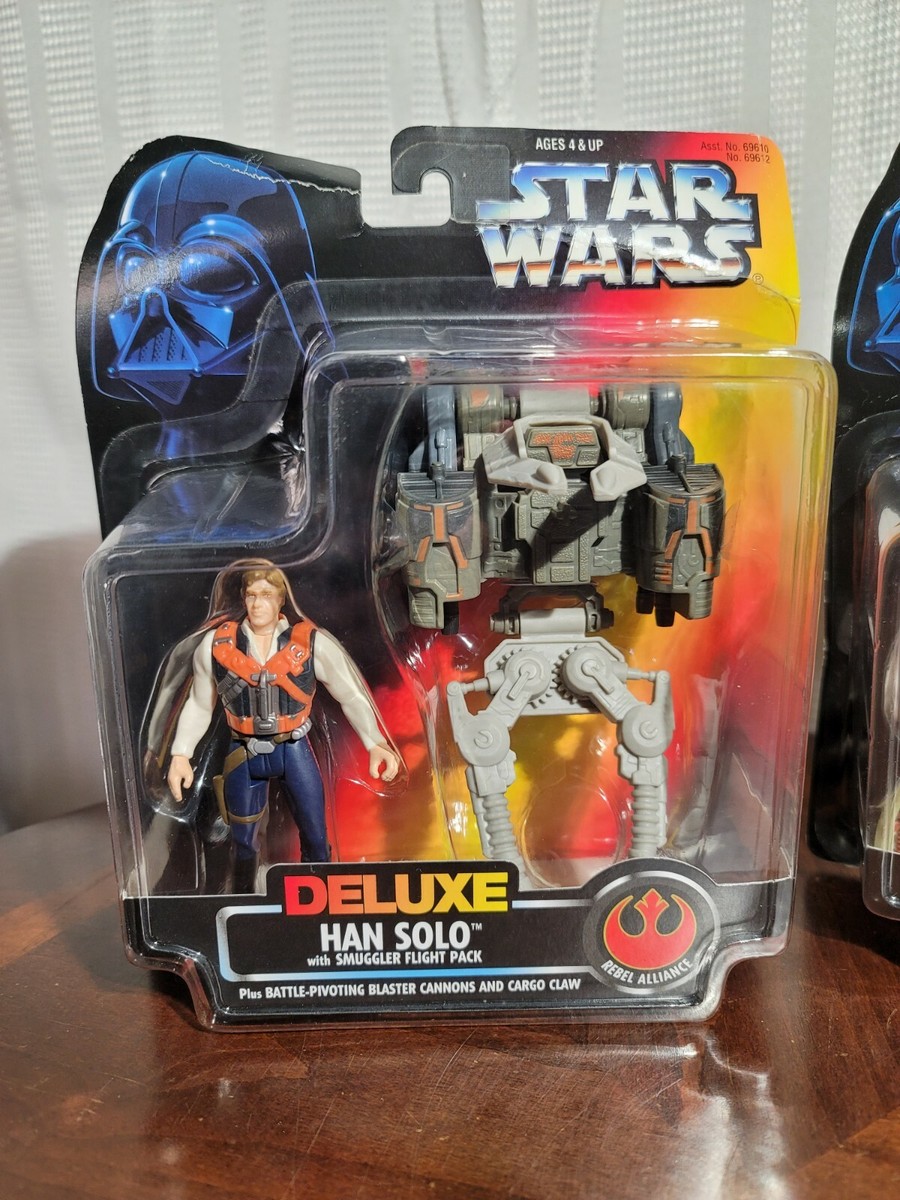 AGES 4 & UP
Asst. No. 69610
No. 69612
STAR
WARS®
DELUXE
HAN SOLO™
with SMUGGLER FLIGHT PACK
Plus BATTLE-PIVOTING BLASTER CANNONS AND CARGO CLAW
REBEL ALLIANCE